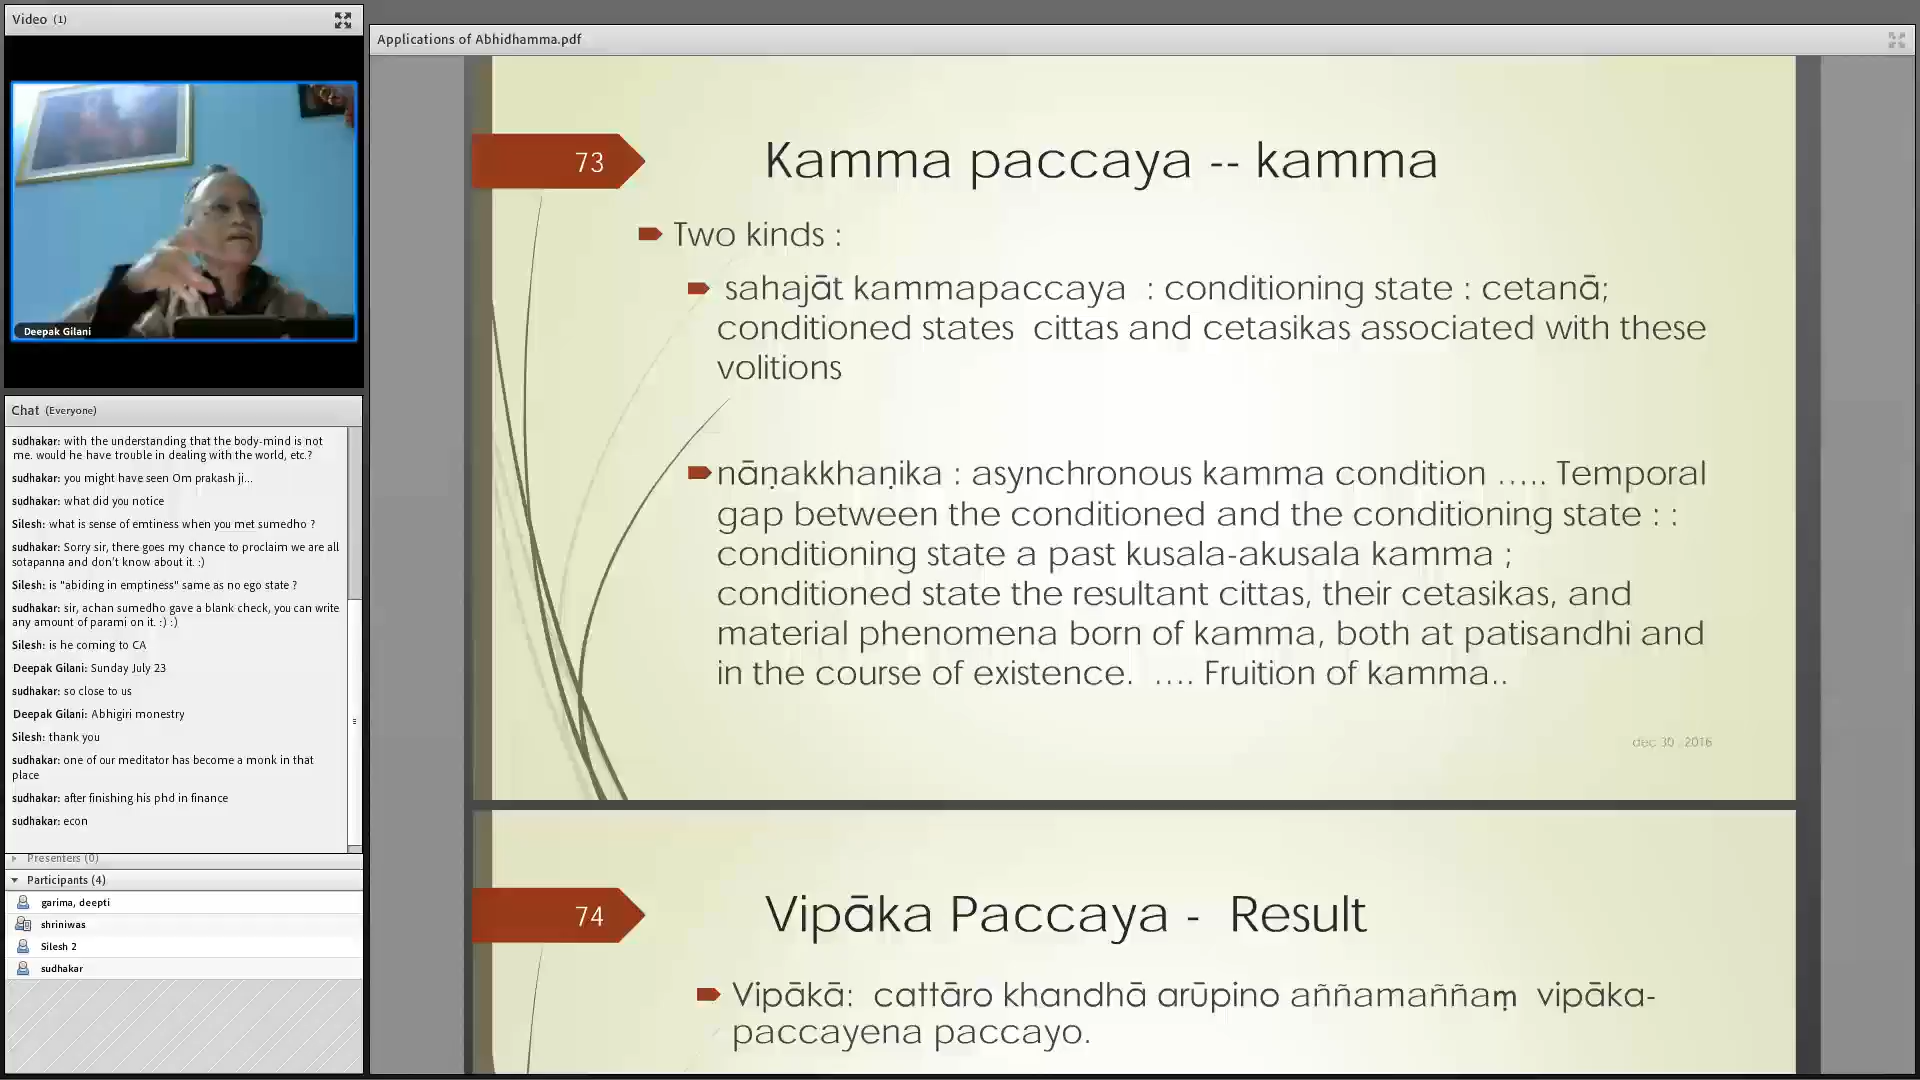 Video (1)
Deepak Gilani
Chat (Everyone)
sudhakar: with the understanding that the body-mind is not
me. would he have trouble in dealing with the world, etc.?
sudhakar: you might have seen Om prakash ji...
sudhakar: what did you notice
Silesh: what is sense of emtiness when you met sumedho ?
sudhakar: Sorry sir, there goes my chance to proclaim we are all
sotapanna and don't know about it. :)
Silesh: is "abiding in emptiness" same as no ego state ?
sudhakar: sir, achan sumedho gave a blank check, you can write
any amount of parami on it. :) :)
Silesh: is he coming to CA
Deepak Gilani: Sunday July 23
sudhakar: so close to us
Deepak Gilani: Abhigiri monestry
Silesh: thank you
sudhakar: one of our meditator has become a monk in that
place
sudhakar: after finishing his phd in finance
sudhakar: econ
Presenters (0)
Participants (4)
garima, deepti
shriniwas
Silesh 2
sudhakar
Applications of Abhidhamma.pdf
73
Kamma paccaya -- kamma
Two kinds :
sahajāt kammapaccaya : conditioning state : cetanā;
conditioned states cittas and cetasikas associated with these
volitions
nāṇakkhaṇika : asynchronous kamma condition ….. Temporal
gap between the conditioned and the conditioning state : :
conditioning state a past kusala-akusala kamma ;
conditioned state the resultant cittas, their cetasikas, and
material phenomena born of kamma, both at patisandhi and
in the course of existence. …. Fruition of kamma..
dec 30 , 2016
74
Vipāka Paccaya - Result
Vipākā: cattāro khandhā arūpino aññamaññaṃ vipāka-
paccayena paccayo.